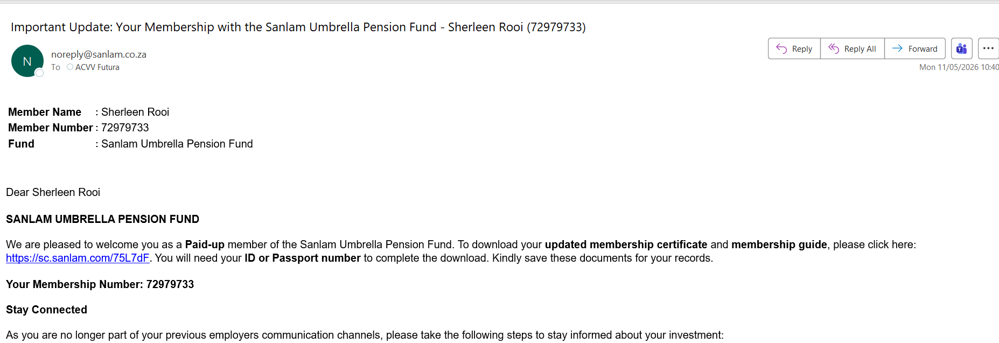 Important Update: Your Membership with the Sanlam Umbrella Pension Fund - Sherleen Rooi (72979733)
N
noreply@sanlam.co.za
To ACVV Futura
Reply
Reply All
Forward
Mon 11/05/2026 10:40
Member Name : Sherleen Rooi
Member Number : 72979733
Fund : Sanlam Umbrella Pension Fund
Dear Sherleen Rooi
SANLAM UMBRELLA PENSION FUND
We are pleased to welcome you as a Paid-up member of the Sanlam Umbrella Pension Fund. To download your updated membership certificate and membership guide, please click here:
https://sc.sanlam.com/75L7dF. You will need your ID or Passport number to complete the download. Kindly save these documents for your records.
Your Membership Number: 72979733
Stay Connected
As you are no longer part of your previous employers communication channels, please take the following steps to stay informed about your investment: